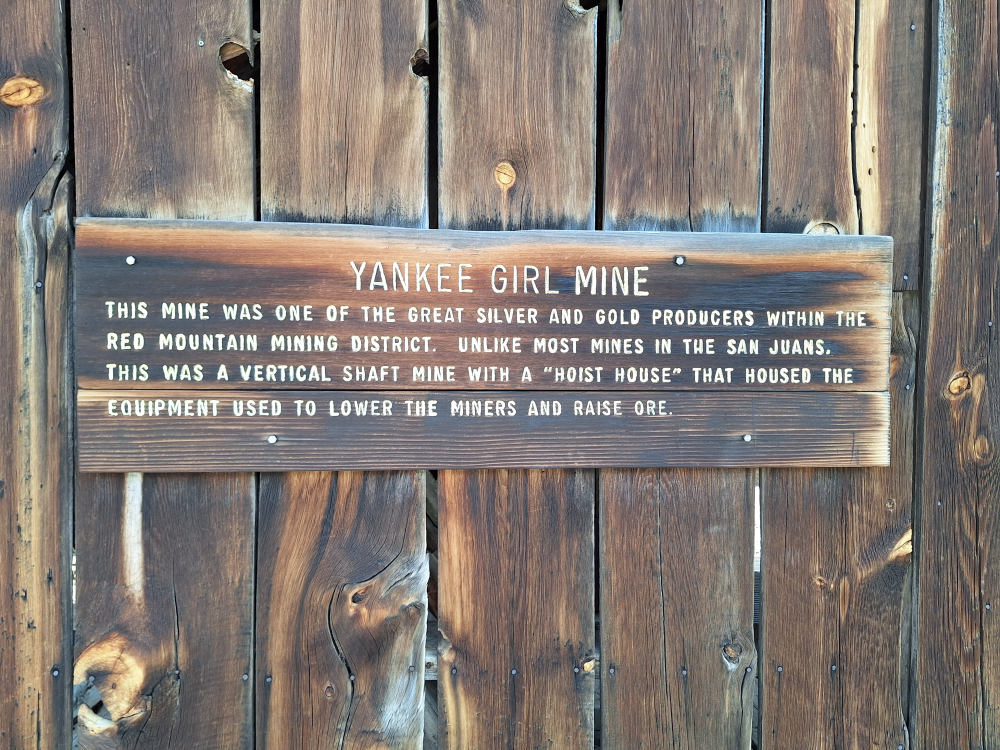 YANKEE GIRL MINE
THIS MINE WAS ONE OF THE GREAT SILVER AND GOLD PRODUCERS WITHIN THE
RED MOUNTAIN MINING DISTRICT. UNLIKE MOST MINES IN THE SAN JUANS.
THIS WAS A VERTICAL SHAFT MINE WITH A "HOIST HOUSE" THAT HOUSED THE
EQUIPMENT USED TO LOWER THE MINERS AND RAISE ORE.